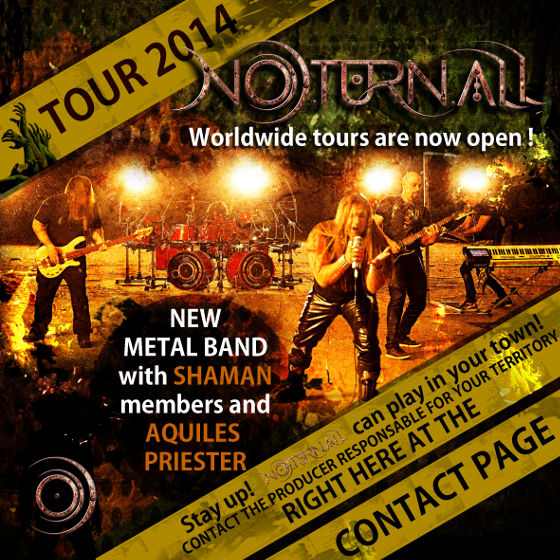 TOUR 2014
NOTURNALL
Worldwide tours are now open !
NEW
METAL BAND
with SHAMAN
members and
AQUILES
PRIESTER
Stay up! NOTURNALL can play in your town!
CONTACT THE PRODUCER RESPONSIBLE FOR YOUR TERRITORY
RIGHT HERE AT THE
CONTACT PAGE